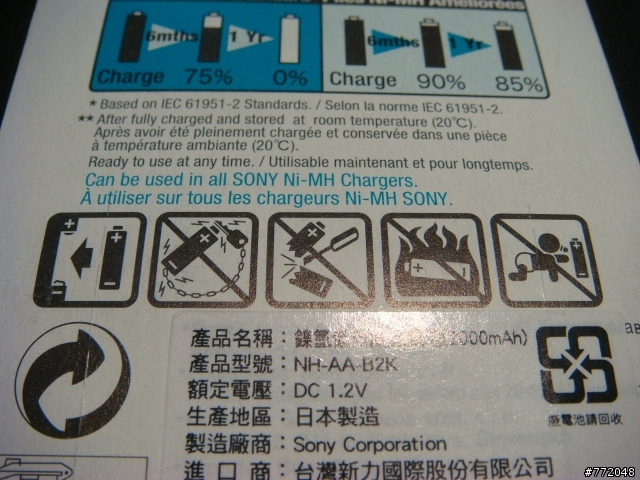 Piles Ni-MH Améliorées
6mths 1 Yr 6mths 1 Yr
Charge 75% 0% Charge 90% 85%
* Based on IEC 61951-2 Standards. / Selon la norme IEC 61951-2.
** After fully charged and stored at room temperature (20°C).
Après avoir été pleinement chargée et conservée dans une pièce
à température ambiante (20°C).
Ready to use at any time. / Utilisable maintenant et pour longtemps.
Can be used in all SONY Ni-MH Chargers.
À utiliser sur tous les chargeurs Ni-MH SONY.
產品名稱：鎳氫 000mAh)
產品型號：NH-AA-B2K
額定電壓：DC 1.2V
生產地區：日本製造
製造廠商：Sony Corporation
進口商：台灣新力國際股份有限公司
廢電池請回收
#772048